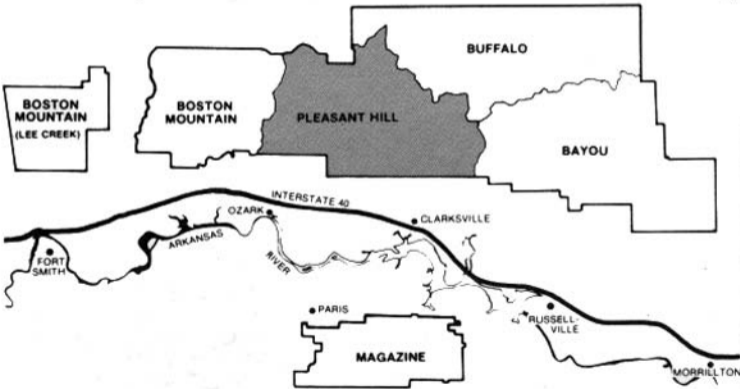 BUFFALO
BOSTON
MOUNTAIN
(LEE CREEK)
BOSTON
MOUNTAIN
PLEASANT HILL
BAYOU
INTERSTATE 40
OZARK
CLARKSVILLE
ARKANSAS
RIVER
FORT
SMITH
PARIS
RUSSELL-
VILLE
MAGAZINE
MORRILLTON